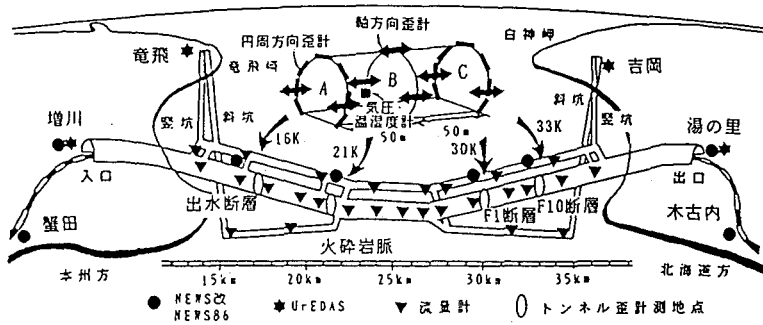 軸方向歪計
円周方向歪計
白神岬
竜飛
竜飛崎
A
B
C
吉岡
気圧・
温湿度計
竪坑
斜坑
斜坑
竪坑
増川
16K
50m
50m
33K
湯の里
21K
30K
入口
出口
出水断層
F1断層
F10断層
蟹田
木古内
火砕岩脈
本州方
北海道方
15km
20km
25km
30km
35km
NEWS改
NEWS86
UrEDAS
流量計
トンネル歪計測地点